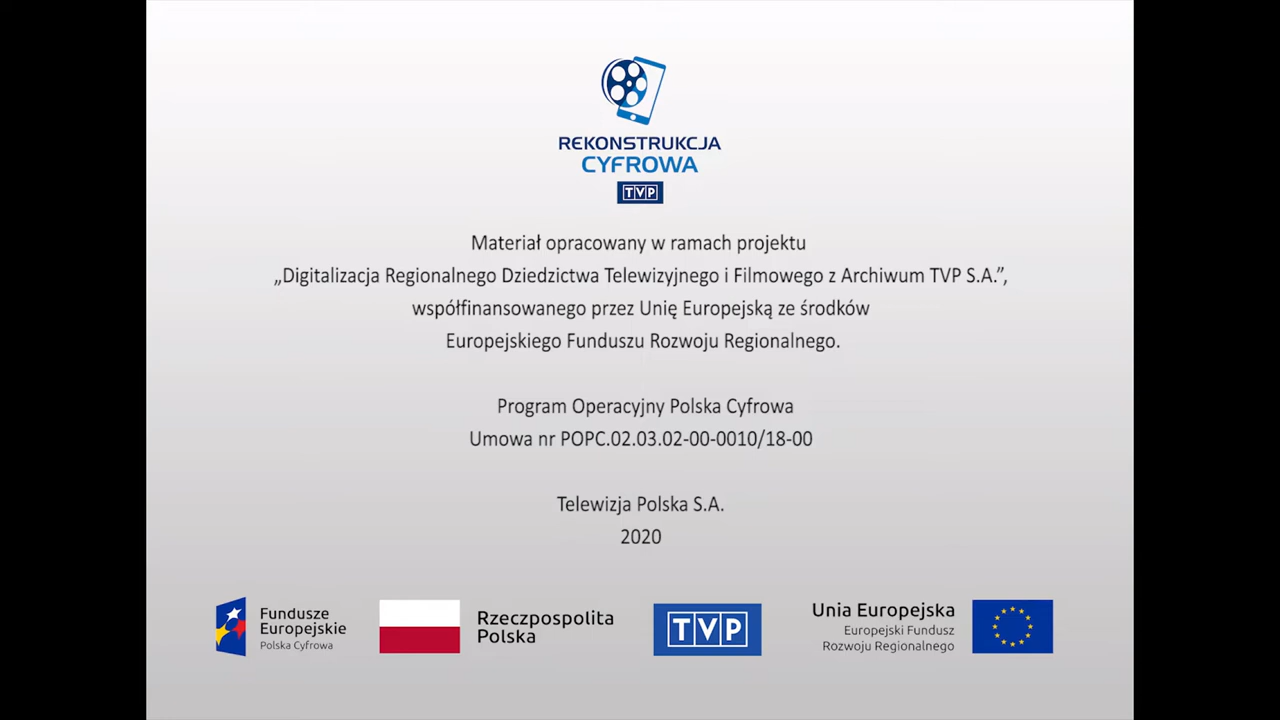 REKONSTRUKCJA
CYFROWA
TVP
Materiał opracowany w ramach projektu
„Digitalizacja Regionalnego Dziedzictwa Telewizyjnego i Filmowego z Archiwum TVP S.A.”,
współfinansowanego przez Unię Europejską ze środków
Europejskiego Funduszu Rozwoju Regionalnego.
Program Operacyjny Polska Cyfrowa
Umowa nr POPC.02.03.02-00-0010/18-00
Telewizja Polska S.A.
2020
Fundusze
Europejskie
Polska Cyfrowa
Rzeczpospolita
Polska
TVP
Unia Europejska
Europejski Fundusz
Rozwoju Regionalnego